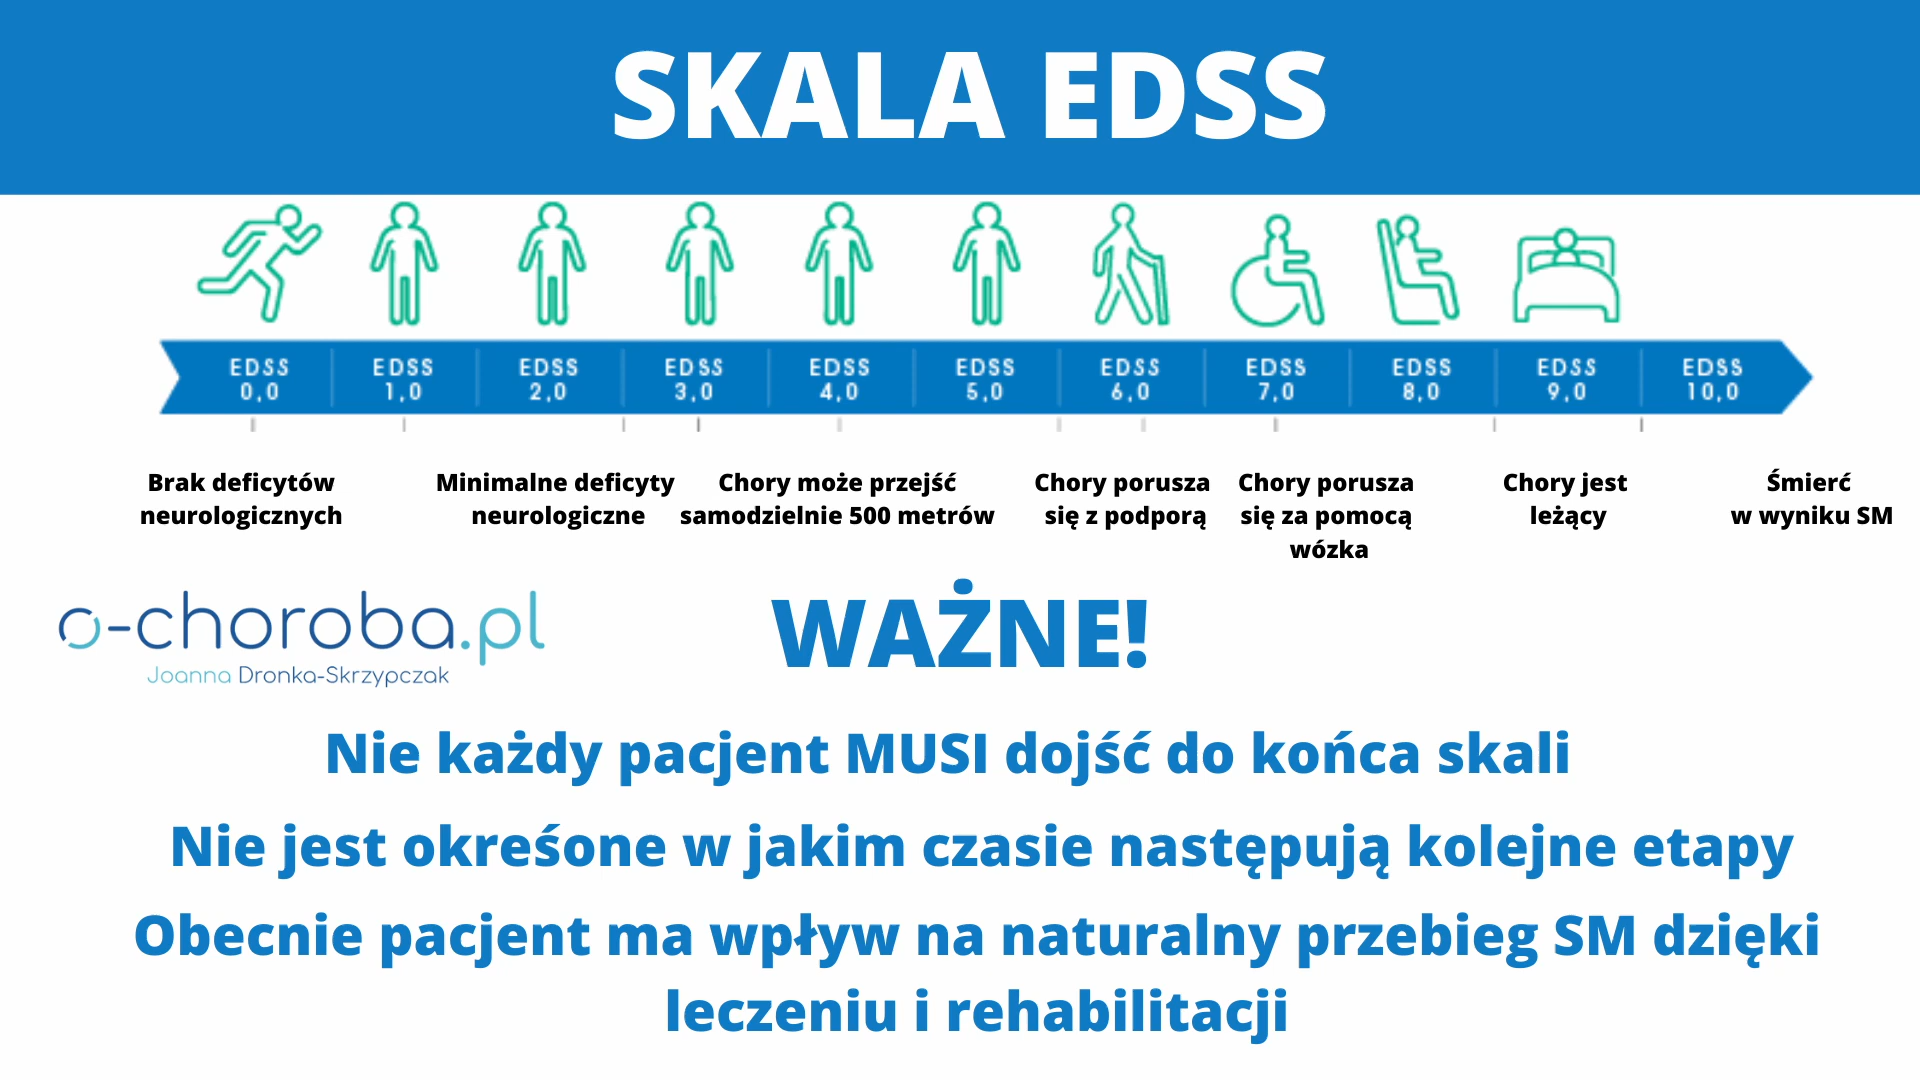 SKALA EDSS
EDSS 0,0
EDSS 1,0
EDSS 2,0
EDSS 3,0
EDSS 4,0
EDSS 5,0
EDSS 6,0
EDSS 7,0
EDSS 8,0
EDSS 9,0
EDSS 10,0
Brak deficytów
neurologicznych
Minimalne deficyty
neurologiczne
Chory może przejść
samodzielnie 500 metrów
Chory porusza
się z podporą
Chory porusza
się za pomocą
wózka
Chory jest
leżący
Śmierć
w wyniku SM
o-choroba.pl
Joanna Dronka-Skrzypczak
WAŻNE!
Nie każdy pacjent MUSI dojść do końca skali
Nie jest okreśone w jakim czasie następują kolejne etapy
Obecnie pacjent ma wpływ na naturalny przebieg SM dzięki
leczeniu i rehabilitacji